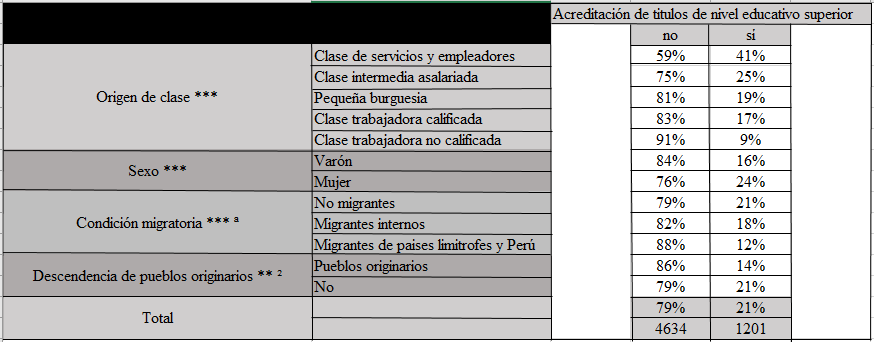 Acreditación de titulos de nivel educativo superior
no si
Origen de clase *** Clase de servicios y empleadores 59% 41%
Clase intermedia asalariada 75% 25%
Pequeña burguesia 81% 19%
Clase trabajadora calificada 83% 17%
Clase trabajadora no calificada 91% 9%
Sexo *** Varón 84% 16%
Mujer 76% 24%
Condición migratoria *** ª No migrantes 79% 21%
Migrantes internos 82% 18%
Migrantes de paises limitrofes y Perú 88% 12%
Descendencia de pueblos originarios ** ² Pueblos originarios 86% 14%
No 79% 21%
Total 79% 21%
4634 1201